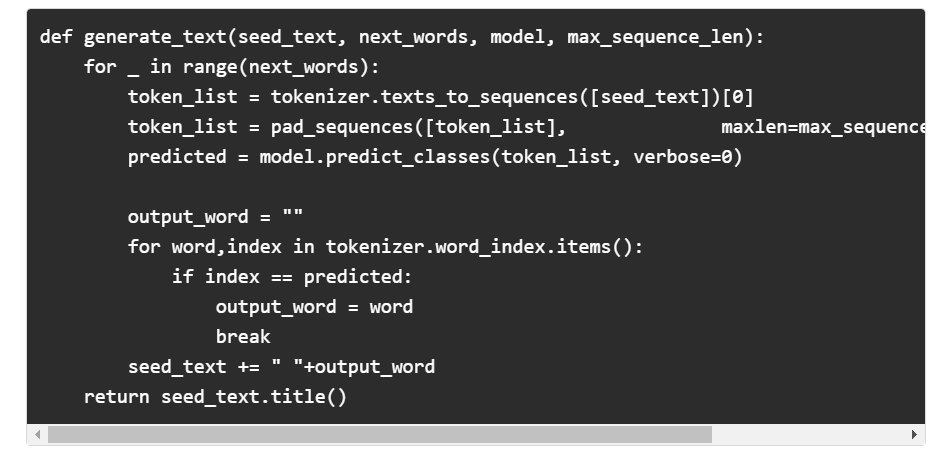 def generate_text(seed_text, next_words, model, max_sequence_len):
    for _ in range(next_words):
        token_list = tokenizer.texts_to_sequences([seed_text])[0]
        token_list = pad_sequences([token_list],              maxlen=max_sequence
        predicted = model.predict_classes(token_list, verbose=0)

        output_word = ""
        for word,index in tokenizer.word_index.items():
            if index == predicted:
                output_word = word
                break
        seed_text += " "+output_word
    return seed_text.title()